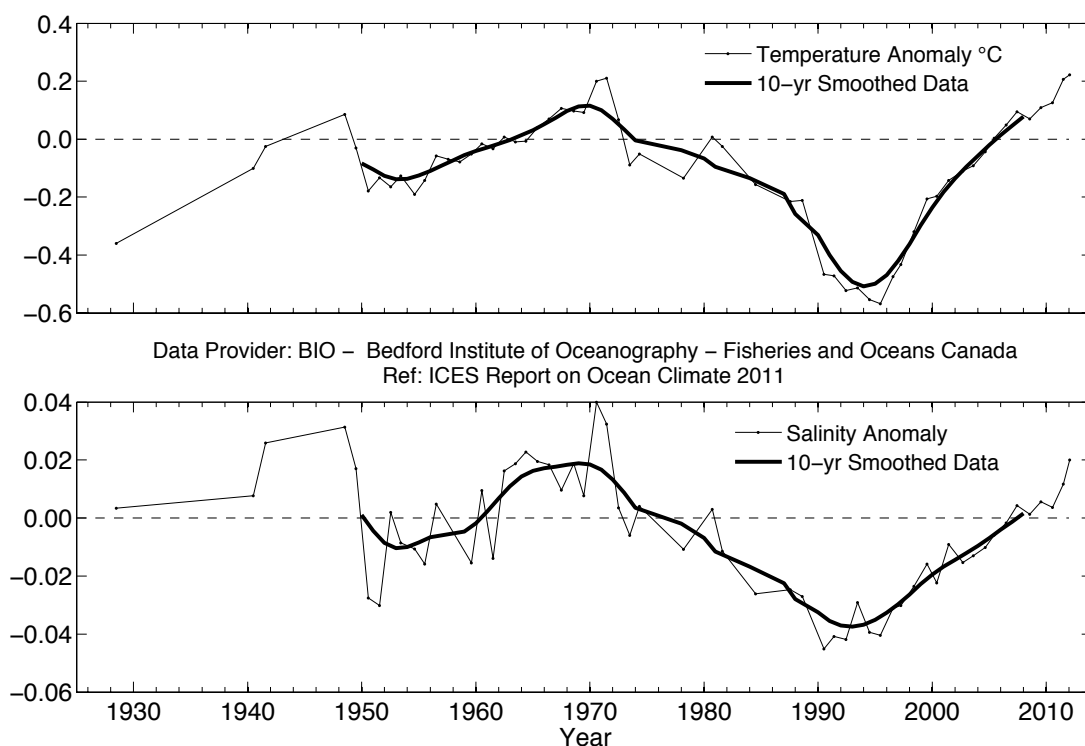 0.4
0.2
0.0
−0.2
−0.4
−0.6
Temperature Anomaly °C
10−yr Smoothed Data
Data Provider: BIO − Bedford Institute of Oceanography − Fisheries and Oceans Canada
Ref: ICES Report on Ocean Climate 2011
0.04
0.02
0.00
−0.02
−0.04
−0.06
Salinity Anomaly
10−yr Smoothed Data
1930 1940 1950 1960 1970 1980 1990 2000 2010
Year